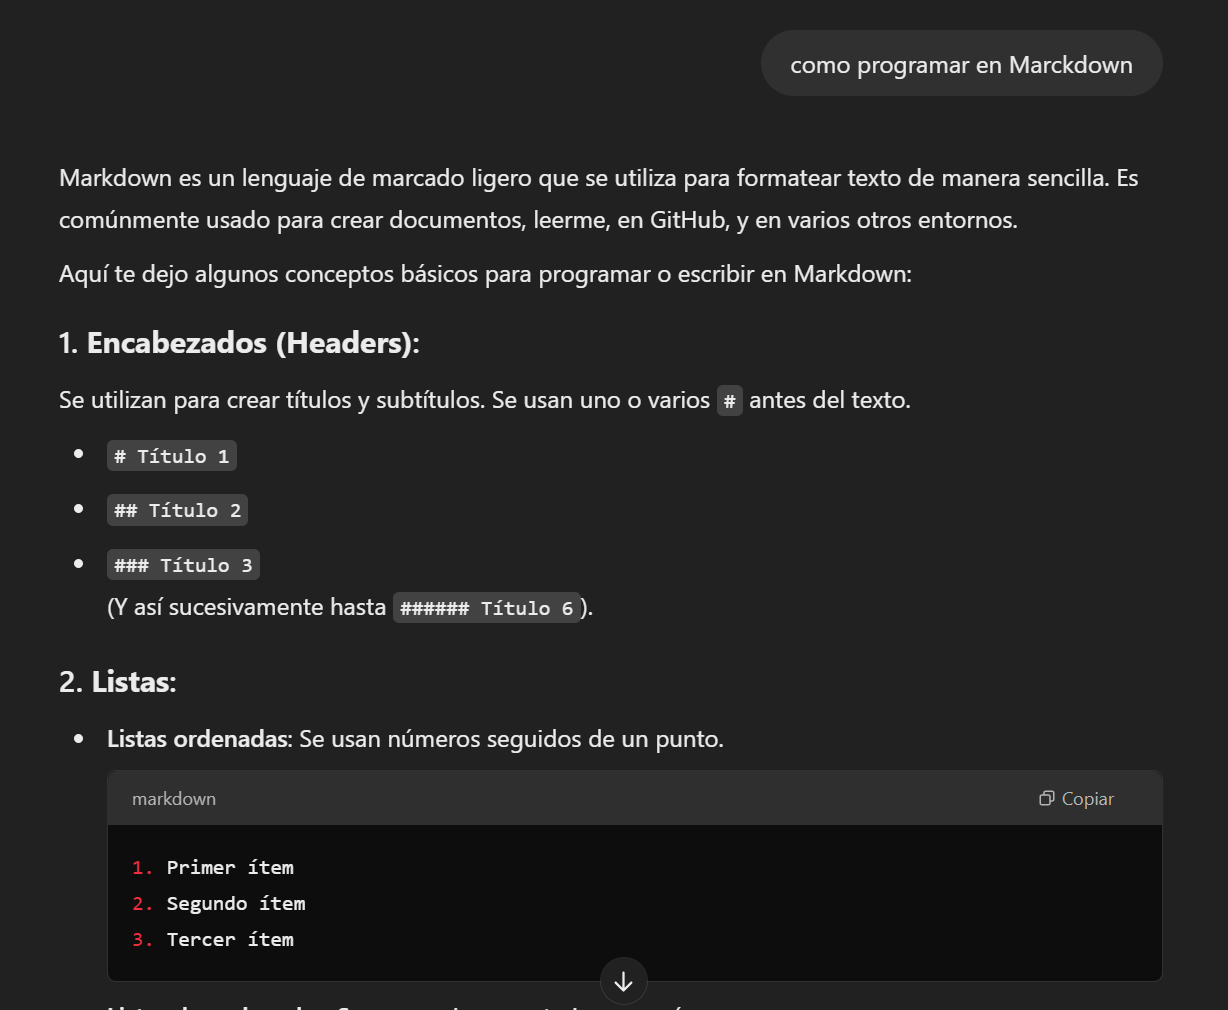 como programar en Marckdown
Markdown es un lenguaje de marcado ligero que se utiliza para formatear texto de manera sencilla. Es
comúnmente usado para crear documentos, leerme, en GitHub, y en varios otros entornos.
Aquí te dejo algunos conceptos básicos para programar o escribir en Markdown:
1. Encabezados (Headers):
Se utilizan para crear títulos y subtítulos. Se usan uno o varios # antes del texto.
• # Título 1
• ## Título 2
• ### Título 3
(Y así sucesivamente hasta ###### Título 6).
2. Listas:
• Listas ordenadas: Se usan números seguidos de un punto.
markdown Copiar
1. Primer ítem
2. Segundo ítem
3. Tercer ítem